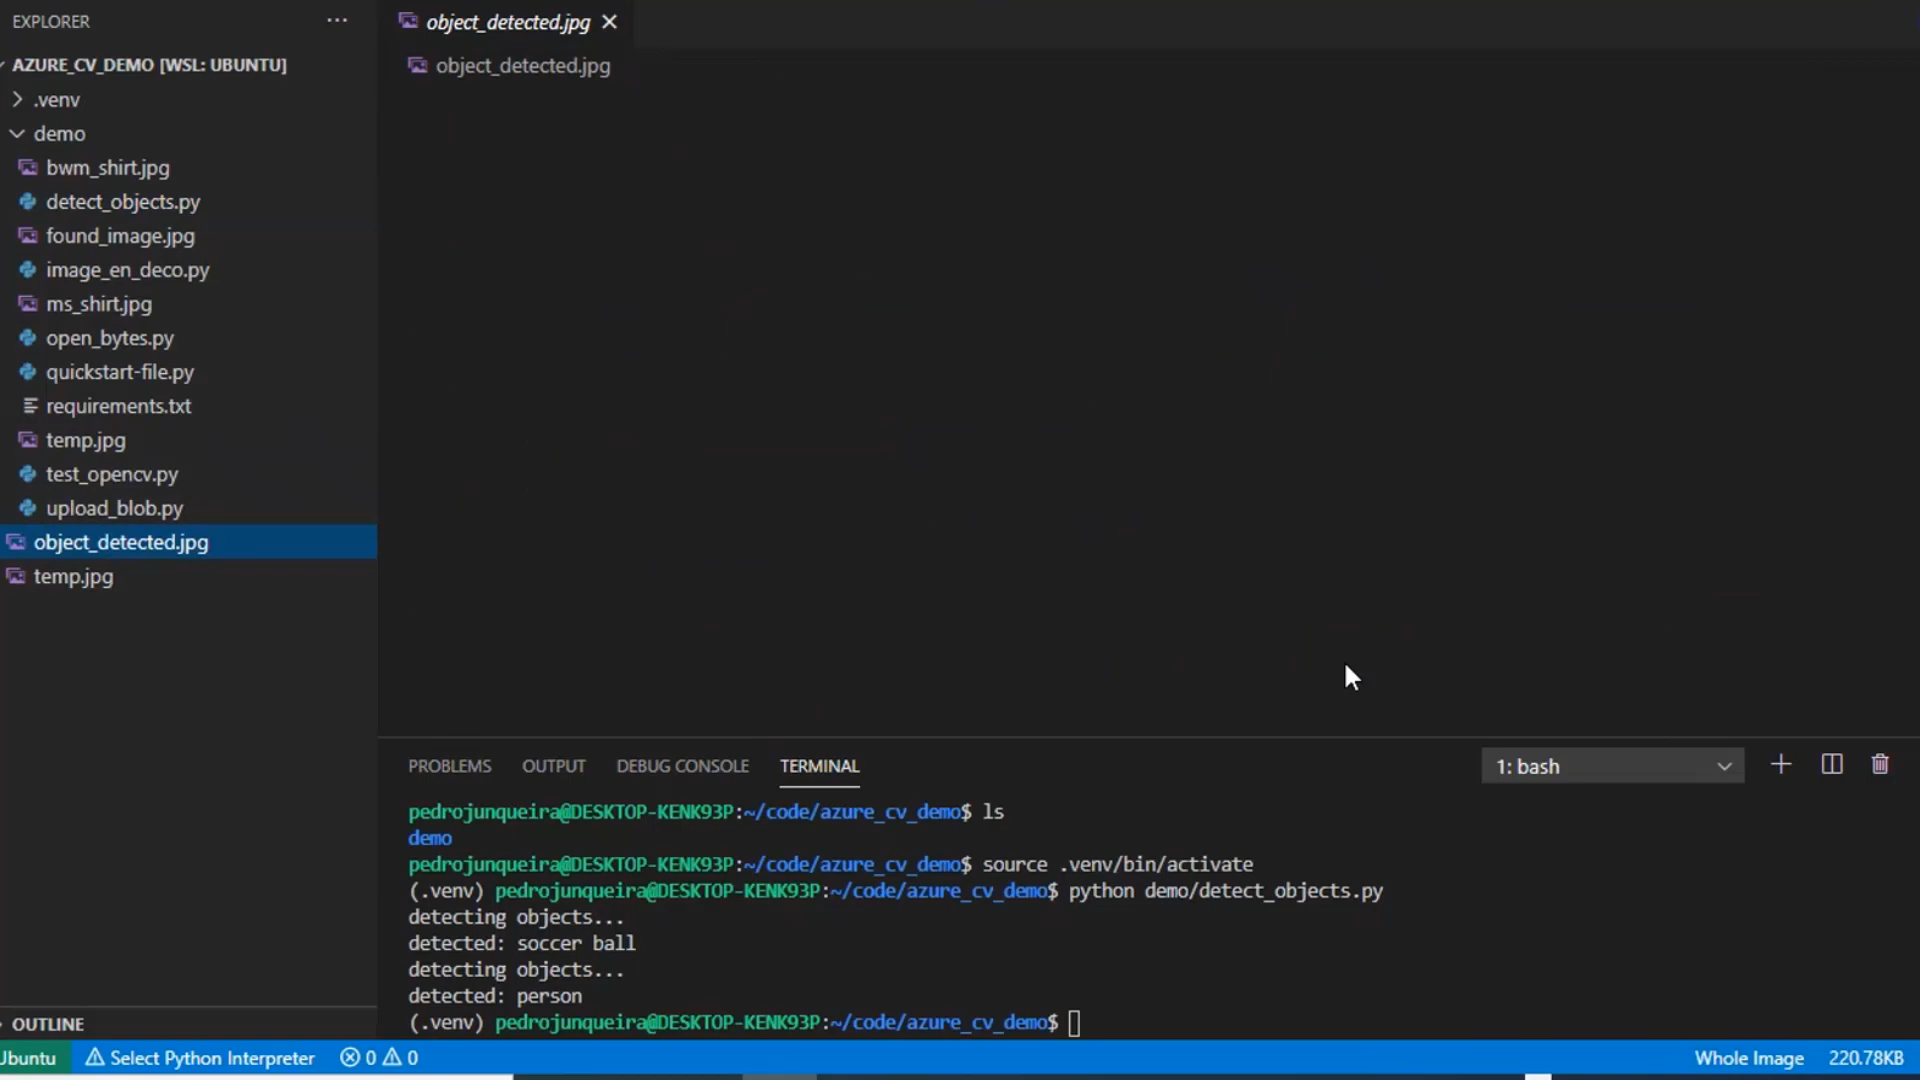 EXPLORER
AZURE_CV_DEMO [WSL: UBUNTU]
.venv
demo
bwm_shirt.jpg
detect_objects.py
found_image.jpg
image_en_deco.py
ms_shirt.jpg
open_bytes.py
quickstart-file.py
requirements.txt
temp.jpg
test_opencv.py
upload_blob.py
object_detected.jpg
temp.jpg
OUTLINE
object_detected.jpg
object_detected.jpg
PROBLEMS OUTPUT DEBUG CONSOLE TERMINAL 1: bash
pedrojunqueira@DESKTOP-KENK93P:~/code/azure_cv_demo$ ls
demo
pedrojunqueira@DESKTOP-KENK93P:~/code/azure_cv_demo$ source .venv/bin/activate
(.venv) pedrojunqueira@DESKTOP-KENK93P:~/code/azure_cv_demo$ python demo/detect_objects.py
detecting objects...
detected: soccer ball
detecting objects...
detected: person
(.venv) pedrojunqueira@DESKTOP-KENK93P:~/code/azure_cv_demo$
Ubuntu Select Python Interpreter 0 0 Whole Image 220.78KB